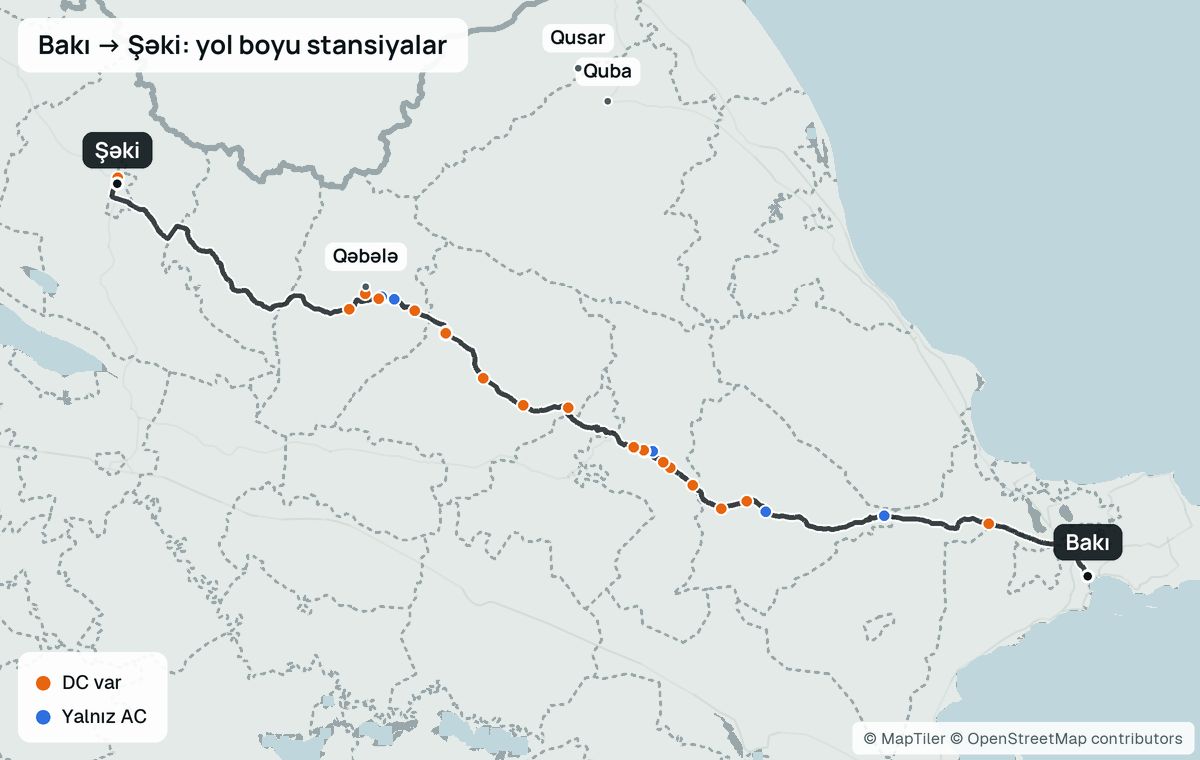 Bakı → Şəki: yol boyu stansiyalar
Qusar
Quba
Şəki
Qəbələ
Bakı
DC var
Yalnız AC
© MapTiler © OpenStreetMap contributors